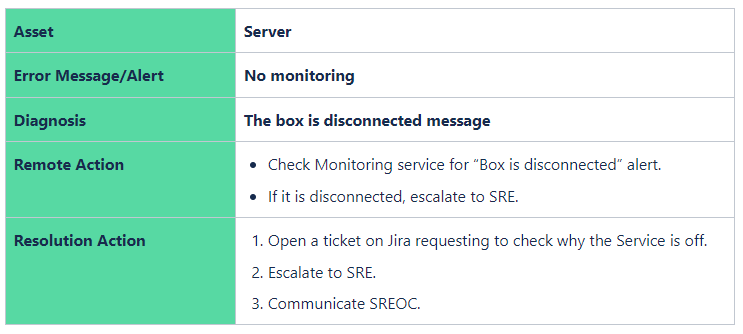 Asset
Server
Error Message/Alert
No monitoring
Diagnosis
The box is disconnected message
Remote Action
• Check Monitoring service for “Box is disconnected” alert.
• If it is disconnected, escalate to SRE.
Resolution Action
1. Open a ticket on Jira requesting to check why the Service is off.
2. Escalate to SRE.
3. Communicate SREOC.